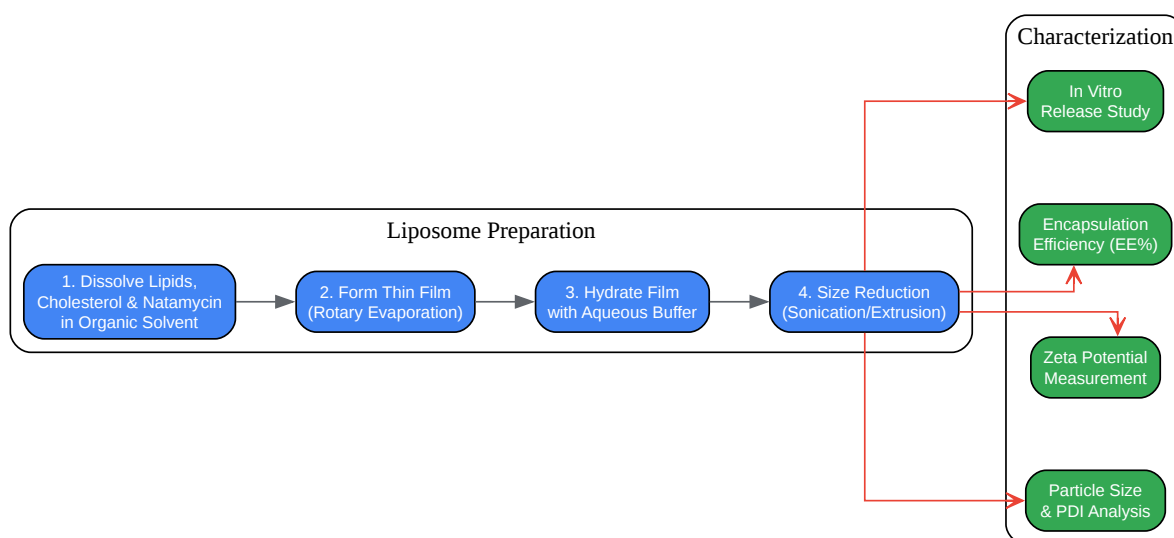 Characterization
In Vitro
Release Study
Encapsulation
Efficiency (EE%)
Liposome Preparation
1. Dissolve Lipids,
Cholesterol & Natamycin
in Organic Solvent
2. Form Thin Film
(Rotary Evaporation)
3. Hydrate Film
with Aqueous Buffer
4. Size Reduction
(Sonication/Extrusion)
Zeta Potential
Measurement
Particle Size
& PDI Analysis